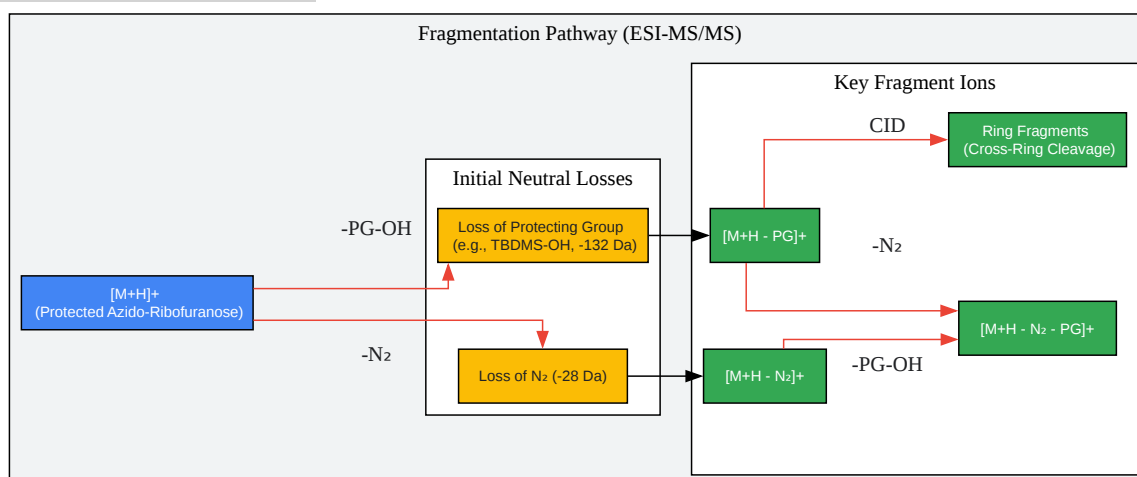 Fragmentation Pathway (ESI-MS/MS)
Key Fragment Ions
CID
Ring Fragments
(Cross-Ring Cleavage)
Initial Neutral Losses
-PG-OH
Loss of Protecting Group
(e.g., TBDMS-OH, -132 Da)
[M+H - PG]+
-N₂
[M+H]+
(Protected Azido-Ribofuranose)
[M+H - N₂ - PG]+
-N₂
Loss of N₂ (-28 Da)
[M+H - N₂]+
-PG-OH